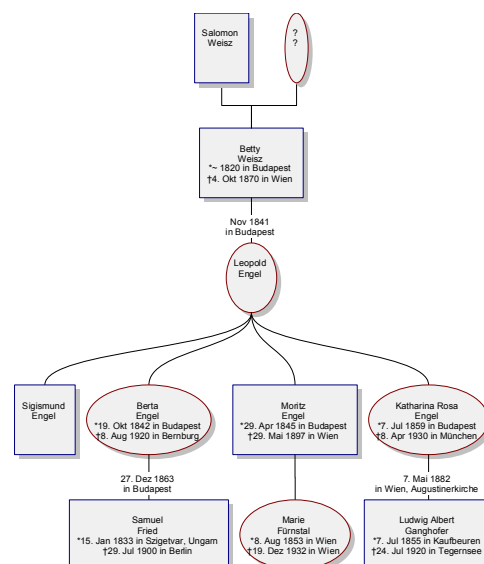 Salomon
Weisz
?
?
Betty
Weisz
*~ 1820 in Budapest
†4. Okt 1870 in Wien
Nov 1841
in Budapest
Leopold
Engel
Sigismund
Engel
Berta
Engel
*19. Okt 1842 in Budapest
†8. Aug 1920 in Bernburg
Moritz
Engel
*29. Apr 1845 in Budapest
†29. Mai 1897 in Wien
Katharina Rosa
Engel
*7. Jul 1859 in Budapest
†8. Apr 1930 in München
27. Dez 1863
in Budapest
7. Mai 1882
in Wien, Augustinerkirche
Samuel
Fried
*15. Jan 1833 in Szigetvar, Ungarn
†29. Jul 1900 in Berlin
Marie
Fürnstal
*8. Aug 1853 in Wien
†19. Dez 1932 in Wien
Ludwig Albert
Ganghofer
*7. Jul 1855 in Kaufbeuren
†24. Jul 1920 in Tegernsee